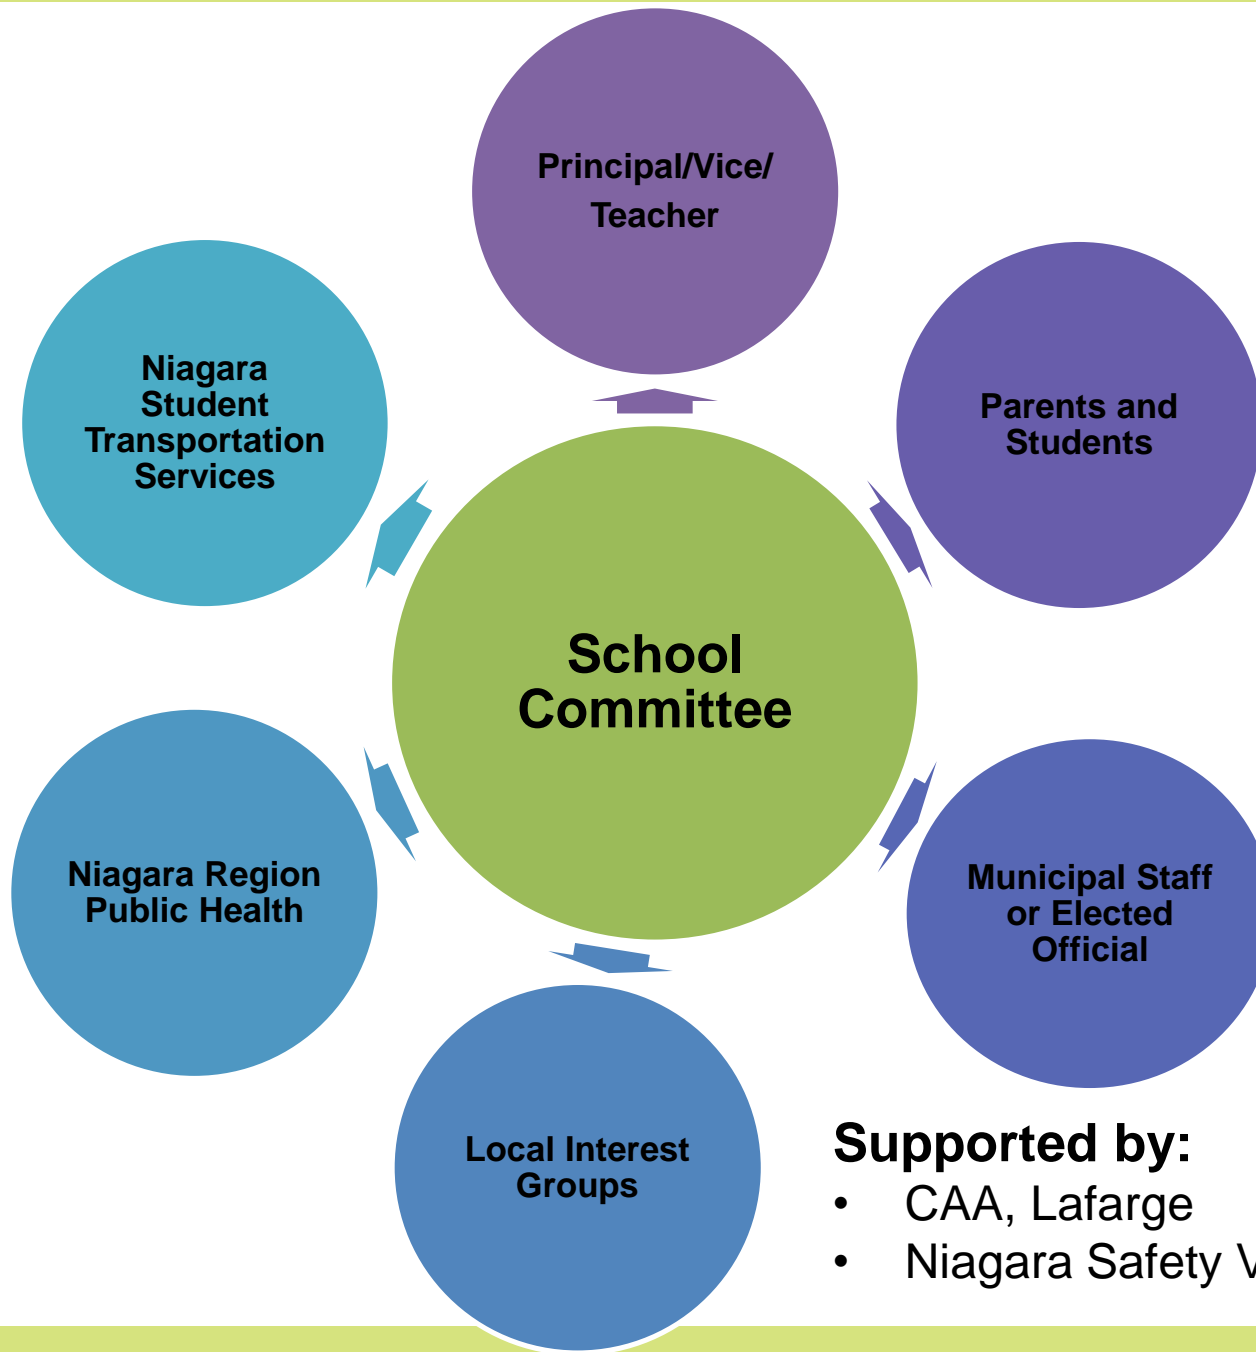 Principal/Vice/
Teacher
Parents and
Students
Municipal Staff
or Elected
Official
Local Interest
Groups
Niagara Region
Public Health
Niagara
Student
Transportation
Services
School
Committee
Supported by:
• CAA, Lafarge
• Niagara Safety